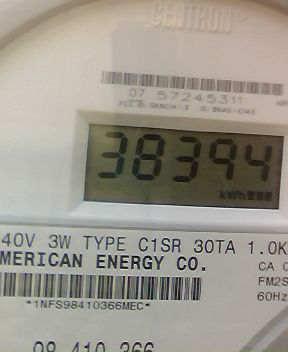 CENTRON®
07 57245311
38394
kWh
40V 3W TYPE C1SR 30TA 1.0K
MERICAN ENERGY CO.
CA
FM2S
60Hz
*1NFS98410366MEC*
98 410 366